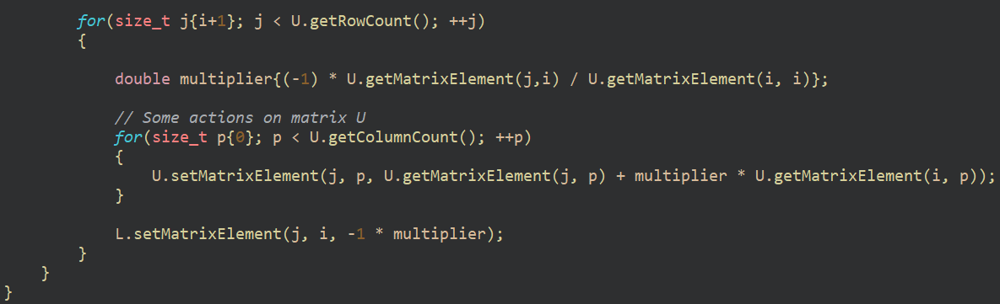 for(size_t j{i+1}; j < U.getRowCount(); ++j)
{
double multiplier{(-1) * U.getMatrixElement(j,i) / U.getMatrixElement(i, i)};
// Some actions on matrix U
for(size_t p{0}; p < U.getColumnCount(); ++p)
{
U.setMatrixElement(j, p, U.getMatrixElement(j, p) + multiplier * U.getMatrixElement(i, p));
}
L.setMatrixElement(j, i, -1 * multiplier);
}
}
}